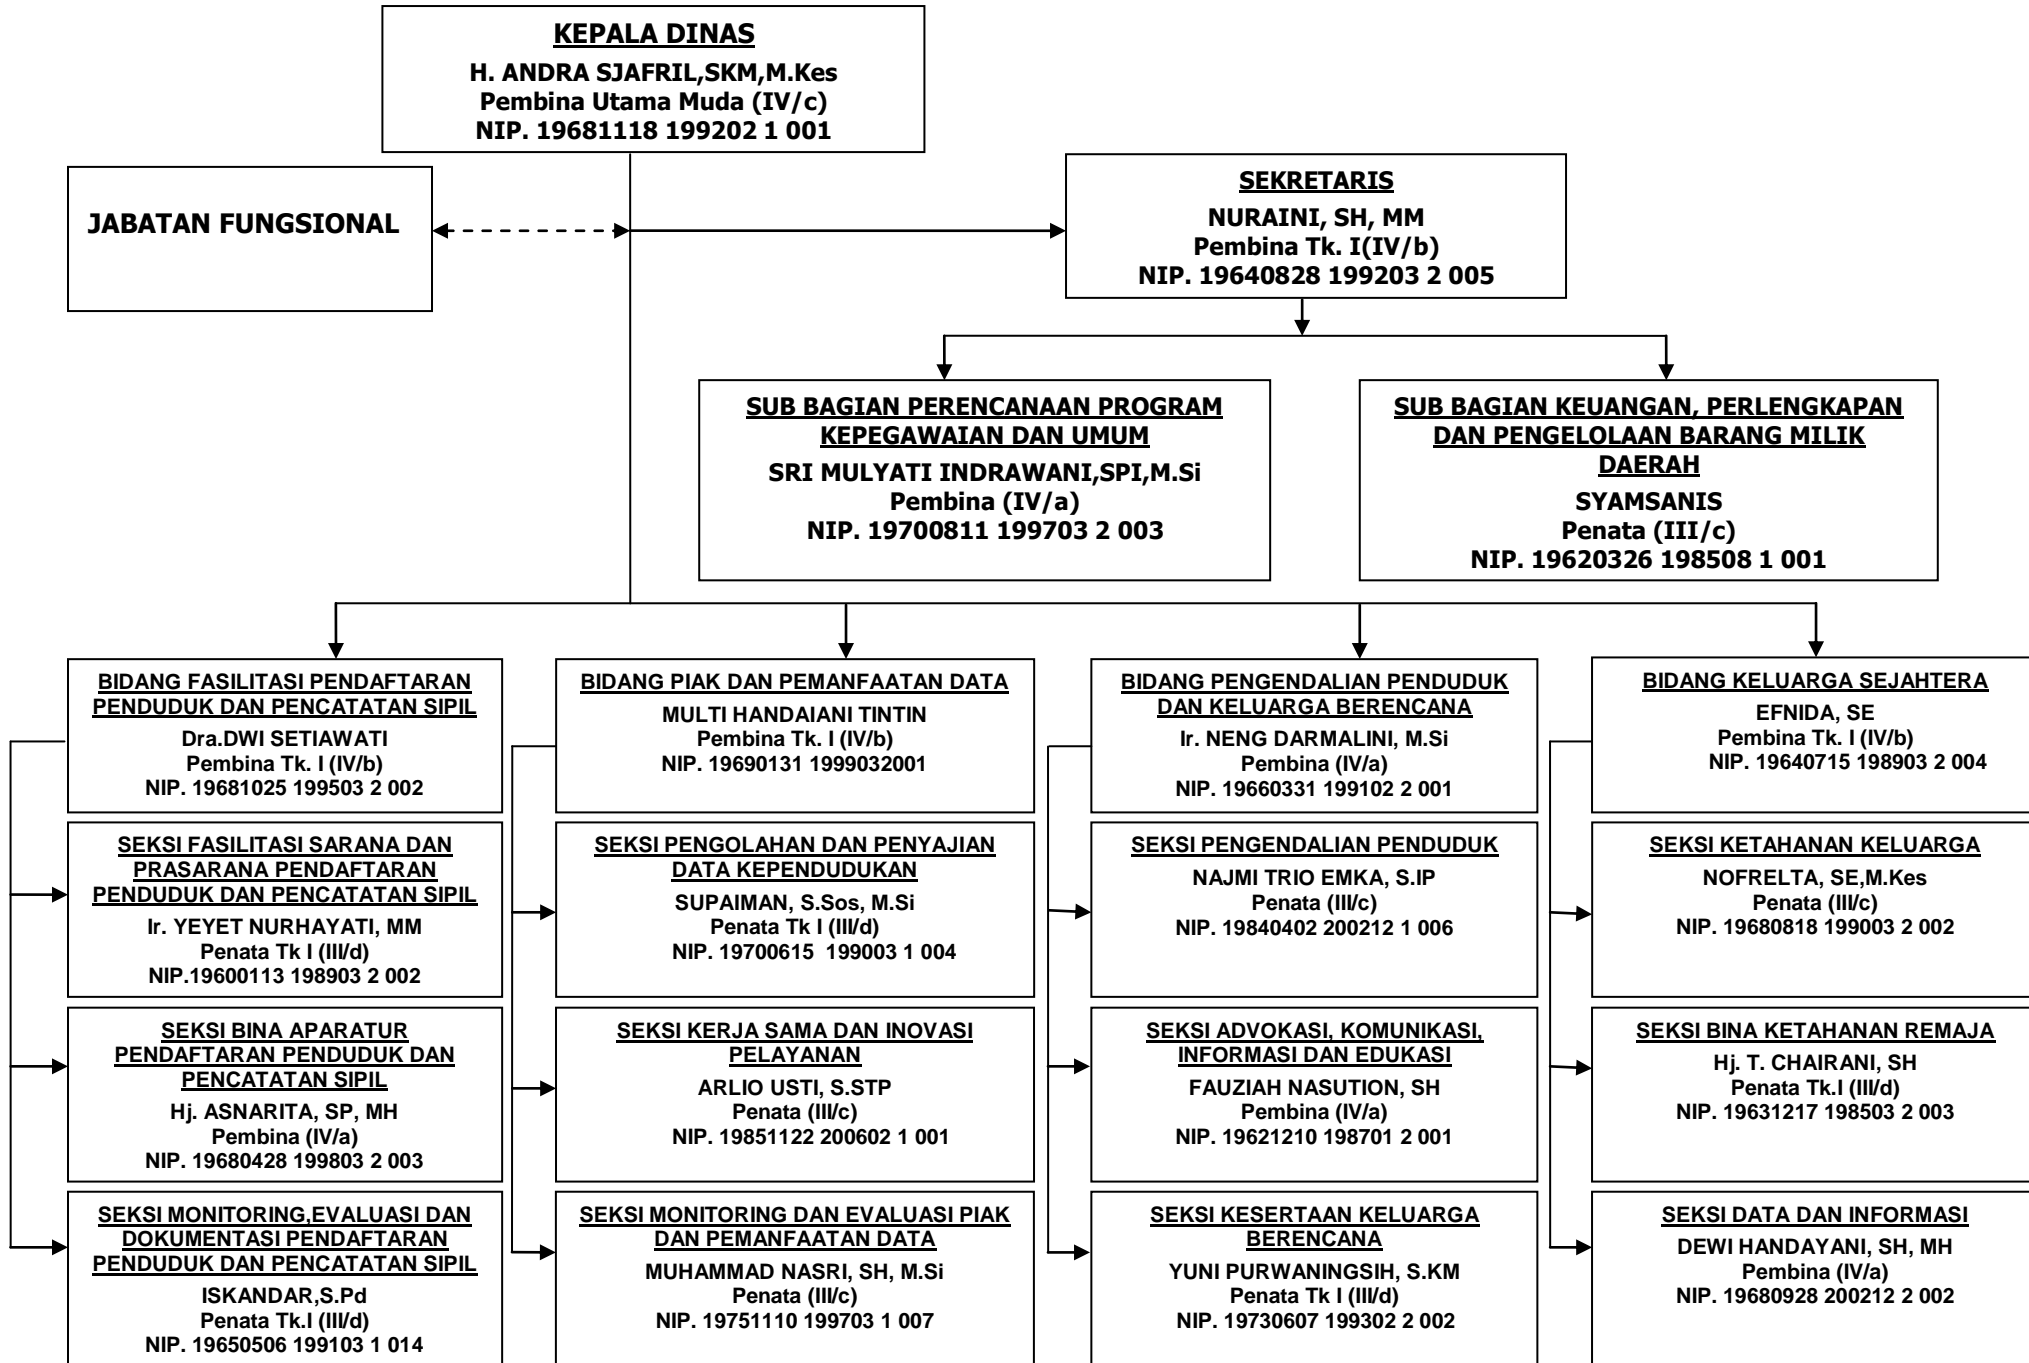 KEPALA DINAS
H. ANDRA SJAFRIL,SKM,M.Kes
Pembina Utama Muda (IV/c)
NIP. 19681118 199202 1 001
JABATAN FUNGSIONAL
SEKRETARIS
NURAINI, SH, MM
Pembina Tk. I(IV/b)
NIP. 19640828 199203 2 005
SUB BAGIAN PERENCANAAN PROGRAM
KEPEGAWAIAN DAN UMUM
SRI MULYATI INDRAWANI,SPI,M.Si
Pembina (IV/a)
NIP. 19700811 199703 2 003
SUB BAGIAN KEUANGAN, PERLENGKAPAN
DAN PENGELOLAAN BARANG MILIK
DAERAH
SYAMSANIS
Penata (III/c)
NIP. 19620326 198508 1 001
BIDANG FASILITASI PENDAFTARAN
PENDUDUK DAN PENCATATAN SIPIL
Dra.DWI SETIAWATI
Pembina Tk. I (IV/b)
NIP. 19681025 199503 2 002
SEKSI FASILITASI SARANA DAN
PRASARANA PENDAFTARAN
PENDUDUK DAN PENCATATAN SIPIL
Ir. YEYET NURHAYATI, MM
Penata Tk I (III/d)
NIP.19600113 198903 2 002
SEKSI BINA APARATUR
PENDAFTARAN PENDUDUK DAN
PENCATATAN SIPIL
Hj. ASNARITA, SP, MH
Pembina (IV/a)
NIP. 19680428 199803 2 003
SEKSI MONITORING,EVALUASI DAN
DOKUMENTASI PENDAFTARAN
PENDUDUK DAN PENCATATAN SIPIL
ISKANDAR,S.Pd
Penata Tk.I (III/d)
NIP. 19650506 199103 1 014
BIDANG PIAK DAN PEMANFAATAN DATA
MULTI HANDAIANI TINTIN
Pembina Tk. I (IV/b)
NIP. 19690131 1999032001
SEKSI PENGOLAHAN DAN PENYAJIAN
DATA KEPENDUDUKAN
SUPAIMAN, S.Sos, M.Si
Penata Tk I (III/d)
NIP. 19700615  199003 1 004
SEKSI KERJA SAMA DAN INOVASI
PELAYANAN
ARLIO USTI, S.STP
Penata (III/c)
NIP. 19851122 200602 1 001
SEKSI MONITORING DAN EVALUASI PIAK
DAN PEMANFAATAN DATA
MUHAMMAD NASRI, SH, M.Si
Penata (III/c)
NIP. 19751110 199703 1 007
BIDANG PENGENDALIAN PENDUDUK
DAN KELUARGA BERENCANA
Ir. NENG DARMALINI, M.Si
Pembina (IV/a)
NIP. 19660331 199102 2 001
SEKSI PENGENDALIAN PENDUDUK
NAJMI TRIO EMKA, S.IP
Penata (III/c)
NIP. 19840402 200212 1 006
SEKSI ADVOKASI, KOMUNIKASI,
INFORMASI DAN EDUKASI
FAUZIAH NASUTION, SH
Pembina (IV/a)
NIP. 19621210 198701 2 001
SEKSI KESERTAAN KELUARGA
BERENCANA
YUNI PURWANINGSIH, S.KM
Penata Tk I (III/d)
NIP. 19730607 199302 2 002
BIDANG KELUARGA SEJAHTERA
EFNIDA, SE
Pembina Tk. I (IV/b)
NIP. 19640715 198903 2 004
SEKSI KETAHANAN KELUARGA
NOFRELTA, SE,M.Kes
Penata (III/c)
NIP. 19680818 199003 2 002
SEKSI BINA KETAHANAN REMAJA
Hj. T. CHAIRANI, SH
Penata Tk.I (III/d)
NIP. 19631217 198503 2 003
SEKSI DATA DAN INFORMASI
DEWI HANDAYANI, SH, MH
Pembina (IV/a)
NIP. 19680928 200212 2 002